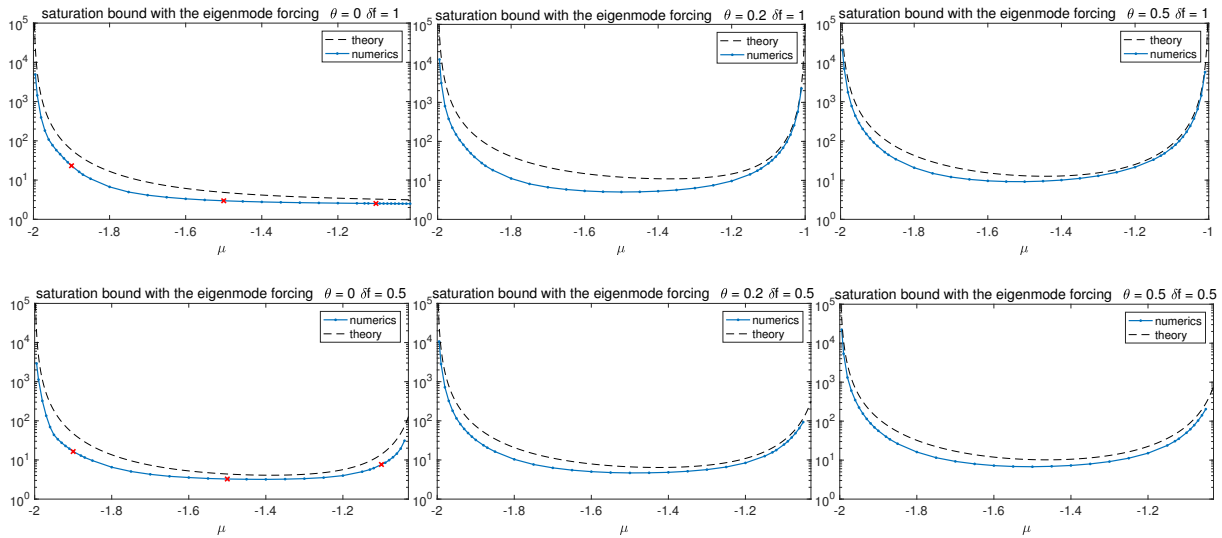 saturation bound with the eigenmode forcing θ = 0 δf = 1
10^5
10^4
10^3
10^2
10^1
10^0
-2 -1.8 -1.6 -1.4 -1.2
μ
theory
numerics
saturation bound with the eigenmode forcing θ = 0.2 δf = 1
10^5
10^4
10^3
10^2
10^1
10^0
-2 -1.8 -1.6 -1.4 -1.2 -1
μ
theory
numerics
saturation bound with the eigenmode forcing θ = 0.5 δf = 1
10^5
10^4
10^3
10^2
10^1
10^0
-2 -1.8 -1.6 -1.4 -1.2 -1
μ
theory
numerics
saturation bound with the eigenmode forcing θ = 0 δf = 0.5
10^5
10^4
10^3
10^2
10^1
10^0
-2 -1.8 -1.6 -1.4 -1.2
μ
numerics
theory
saturation bound with the eigenmode forcing θ = 0.2 δf = 0.5
10^5
10^4
10^3
10^2
10^1
10^0
-2 -1.8 -1.6 -1.4 -1.2
μ
numerics
theory
saturation bound with the eigenmode forcing θ = 0.5 δf = 0.5
10^5
10^4
10^3
10^2
10^1
10^0
-2 -1.8 -1.6 -1.4 -1.2
μ
numerics
theory